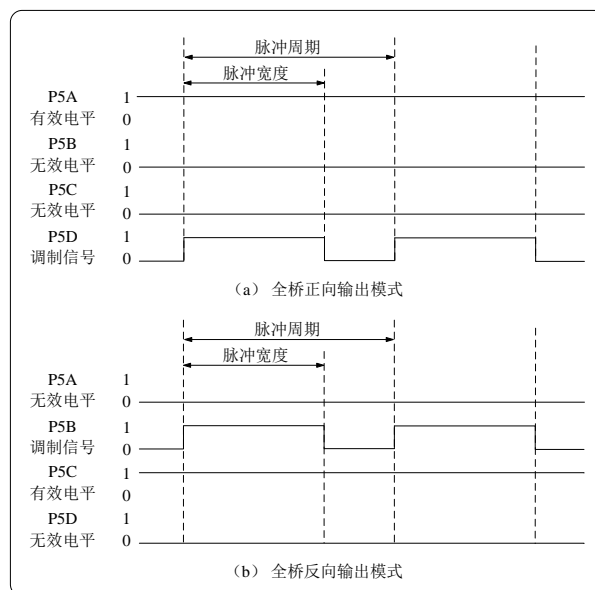 脉冲周期
脉冲宽度
P5A 1
有效电平 0
P5B 1
无效电平 0
P5C 1
无效电平 0
P5D 1
调制信号 0
（a） 全桥正向输出模式
脉冲周期
脉冲宽度
P5A 1
无效电平 0
P5B 1
调制信号 0
P5C 1
有效电平 0
P5D 1
无效电平 0
（b） 全桥反向输出模式